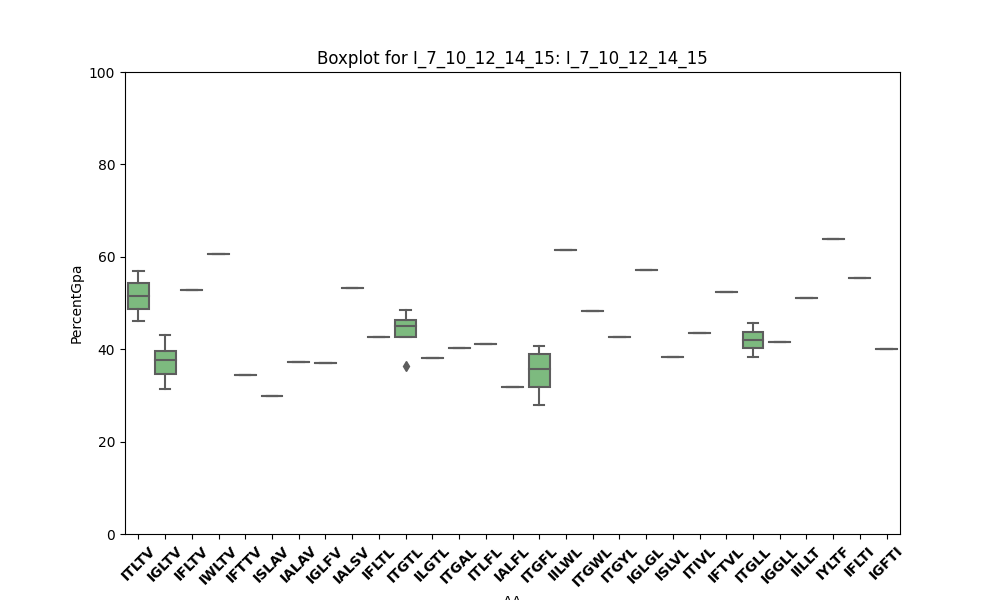 Boxplot for I_7_10_12_14_15: I_7_10_12_14_15
100
80
60
40
20
0
PercentGpa
ITLTV
IGLTV
IFLTV
IWLTV
IFTTV
ISLAV
IALAV
IGLFV
IALSV
IFLTL
ITGTL
ILGTL
ITGAL
ITLFL
IALFL
ITGFL
IILWL
ITGWL
ITGYL
IGLGL
ISLVL
ITIVL
IFTVL
ITGLL
IGGLL
IILLT
IYLTF
IFLTI
IGFTI
AA